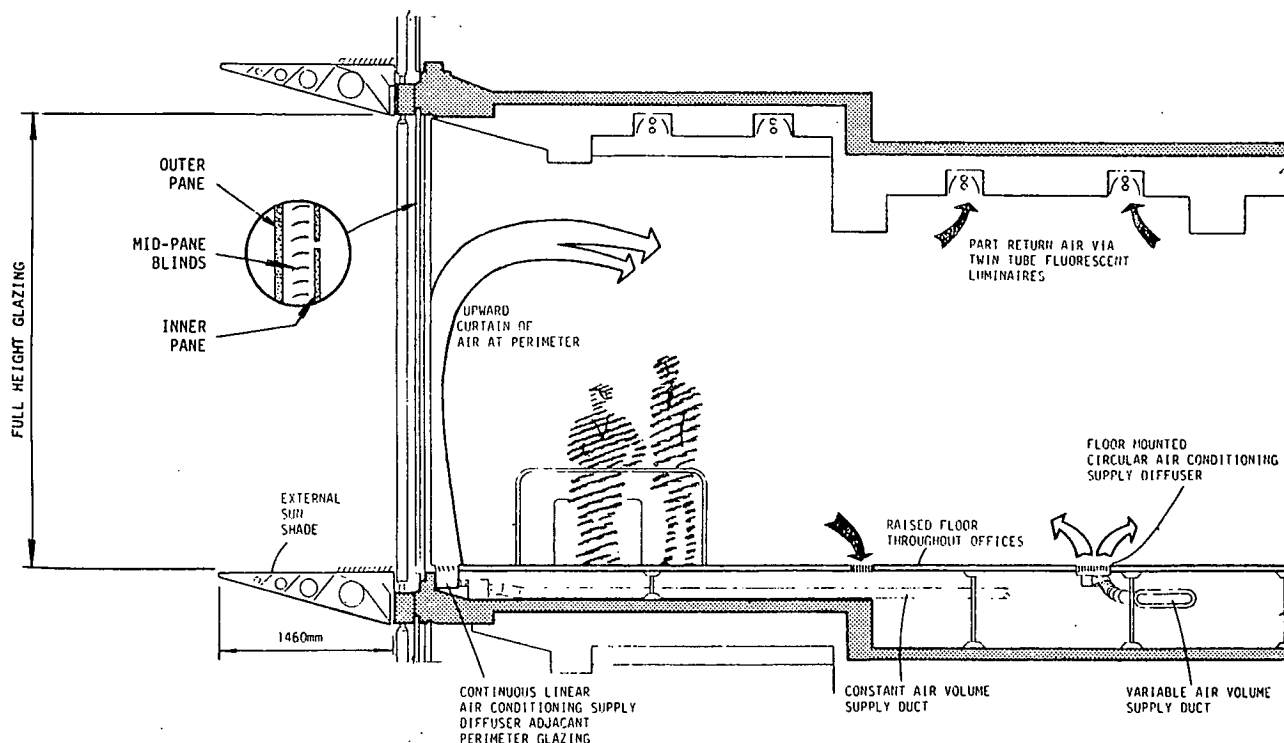 OUTER
PANE
MID-PANE
BLINDS
INNER
PANE
FULL HEIGHT GLAZING
UPWARD
CURTAIN OF
AIR AT PERIMETER
PART RETURN AIR VIA
TWIN TUBE FLUORESCENT
LUMINAIRES
EXTERNAL
SUN
SHADE
1460mm
RAISED FLOOR
THROUGHOUT OFFICES
FLOOR MOUNTED
CIRCULAR AIR CONDITIONING
SUPPLY DIFFUSER
CONTINUOUS LINEAR
AIR CONDITIONING SUPPLY
DIFFUSER ADJACANT
PERIMETER GLAZING
CONSTANT AIR VOLUME
SUPPLY DUCT
VARIABLE AIR VOLUME
SUPPLY DUCT